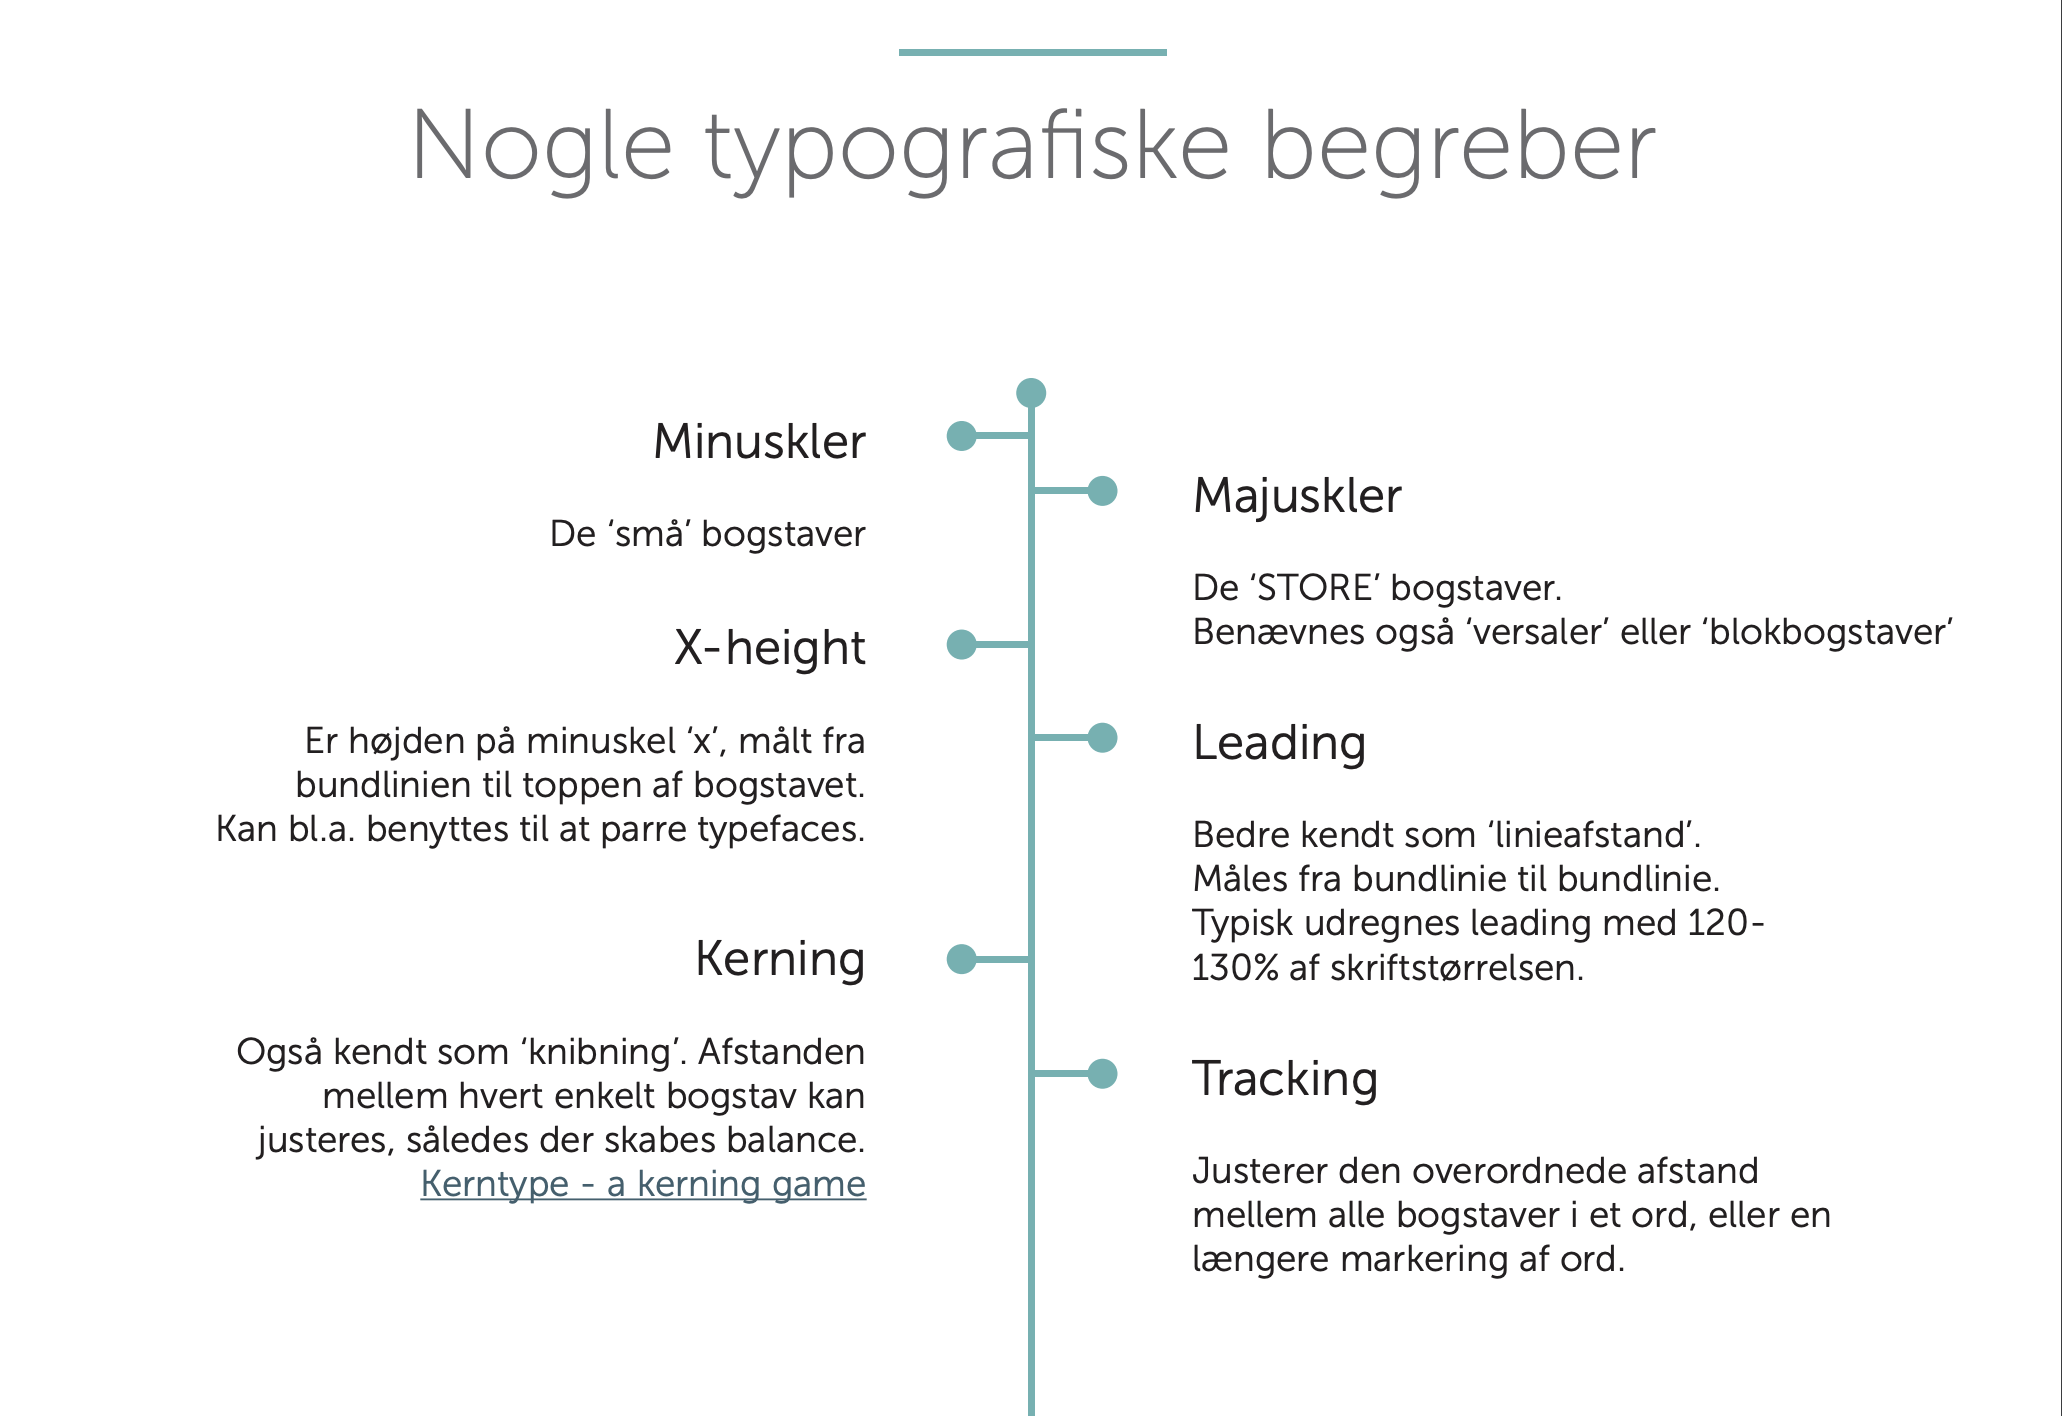 Nogle typografiske begreber
Minuskler
De ‘små’ bogstaver
Majuskler
De ‘STORE’ bogstaver.
Benævnes også ‘versaler’ eller ‘blokbogstaver’
X-height
Er højden på minuskel ‘x’, målt fra
bundlinien til toppen af bogstavet.
Kan bl.a. benyttes til at parre typefaces.
Leading
Bedre kendt som ‘linieafstand’.
Måles fra bundlinie til bundlinie.
Typisk udregnes leading med 120-
130% af skriftstørrelsen.
Kerning
Også kendt som ‘knibning’. Afstanden
mellem hvert enkelt bogstav kan
justeres, således der skabes balance.
Kerntype - a kerning game
Tracking
Justerer den overordnede afstand
mellem alle bogstaver i et ord, eller en
længere markering af ord.